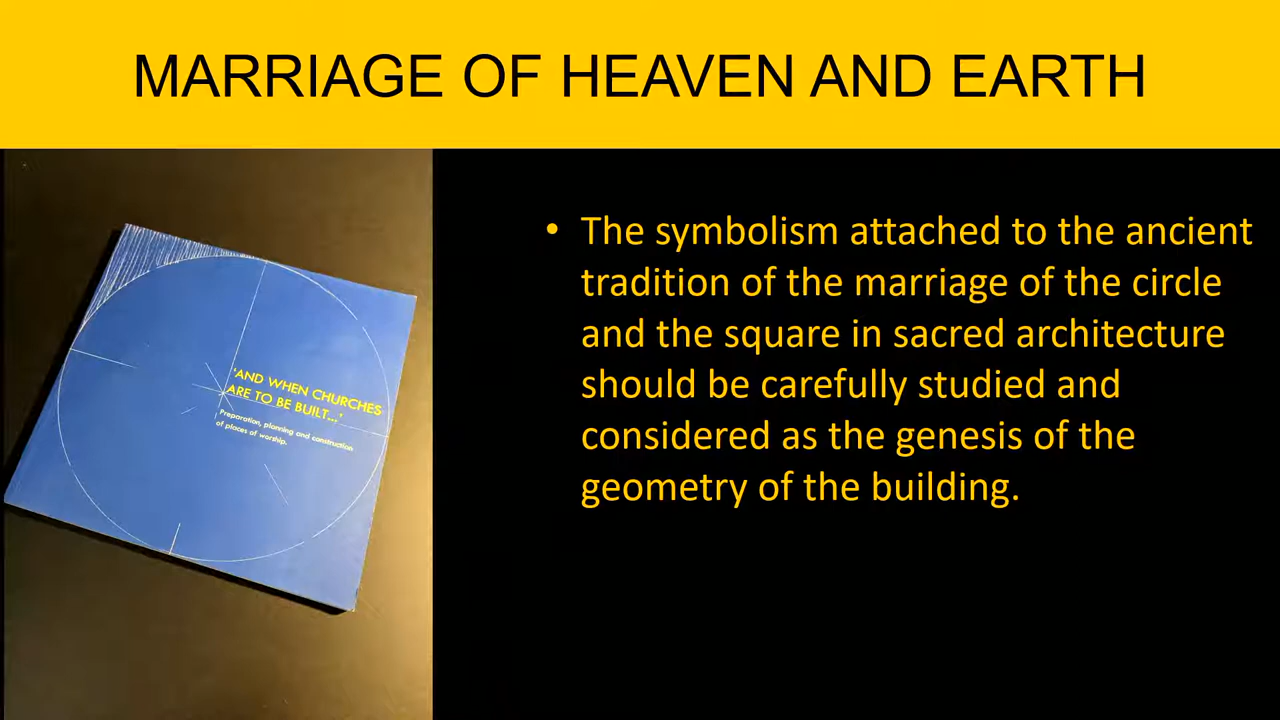 MARRIAGE OF HEAVEN AND EARTH
'AND WHEN CHURCHES
ARE TO BE BUILT...'
Preparation, planning and construction
of places of worship.
• The symbolism attached to the ancient
tradition of the marriage of the circle
and the square in sacred architecture
should be carefully studied and
considered as the genesis of the
geometry of the building.